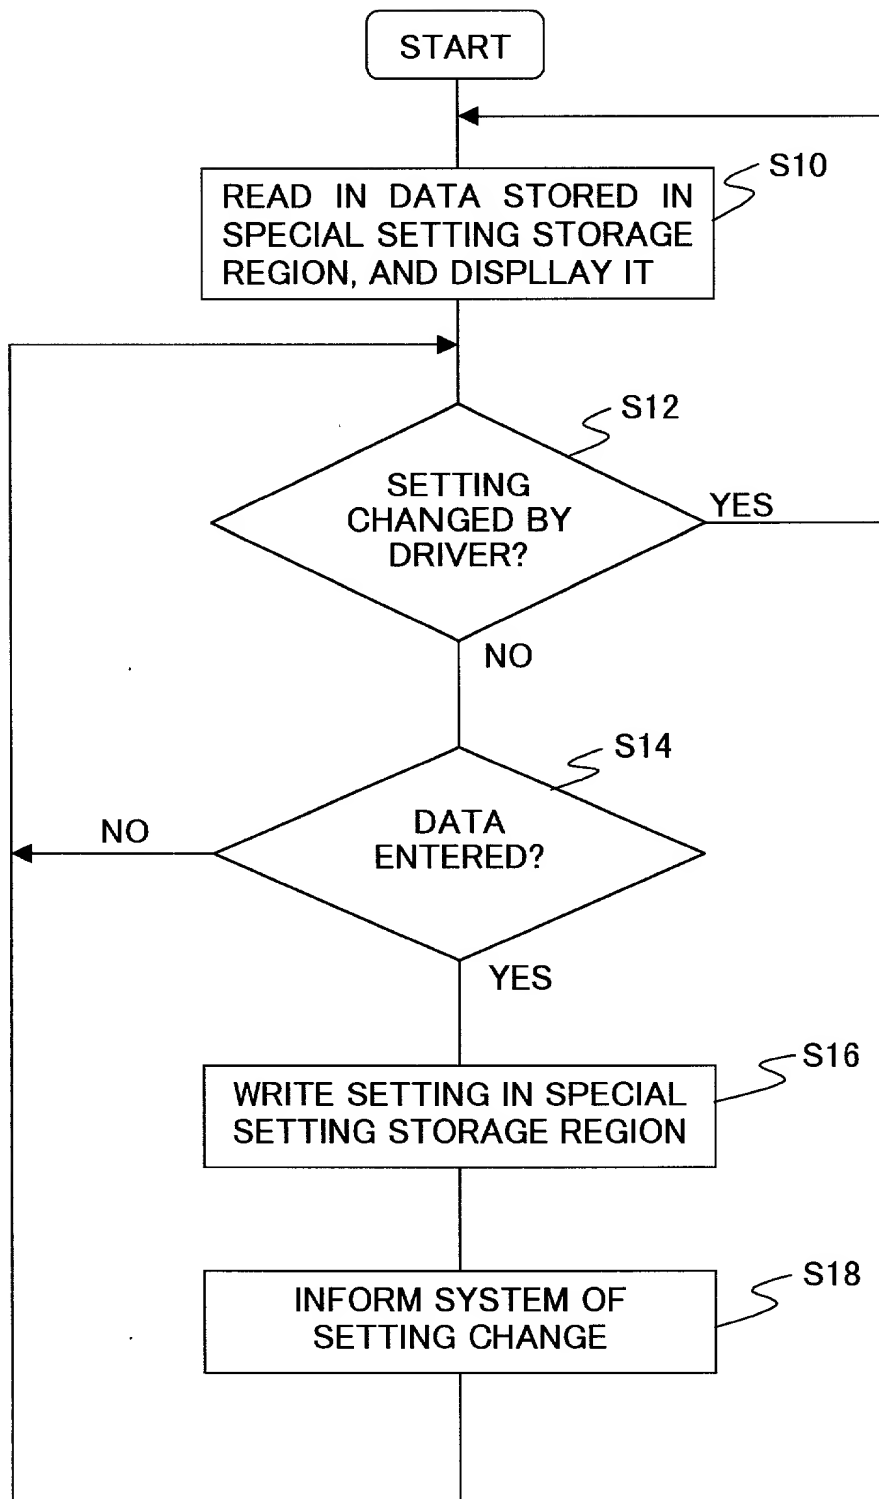 START
S10
READ IN DATA STORED IN
SPECIAL SETTING STORAGE
REGION, AND DISPLLAY IT
S12
SETTING
CHANGED BY
DRIVER?
YES
NO
S14
DATA
ENTERED?
NO
YES
S16
WRITE SETTING IN SPECIAL
SETTING STORAGE REGION
S18
INFORM SYSTEM OF
SETTING CHANGE